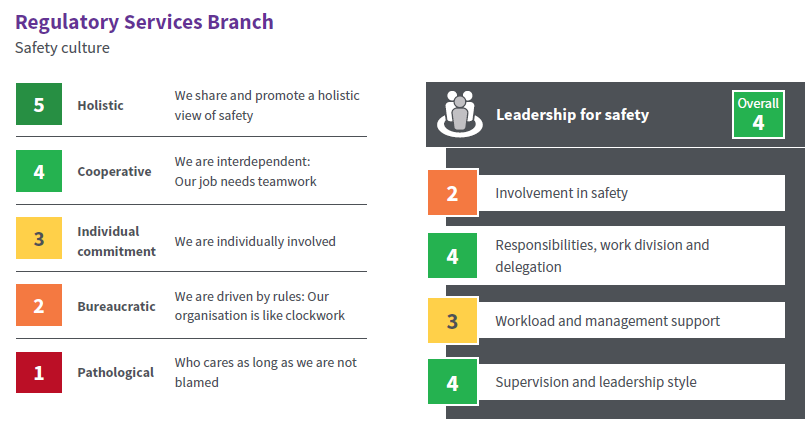 Regulatory Services Branch
Safety culture
5
Holistic
We share and promote a holistic
view of safety
4
Cooperative
We are interdependent:
Our job needs teamwork
3
Individual
commitment
We are individually involved
2
Bureaucratic
We are driven by rules: Our
organisation is like clockwork
1
Pathological
Who cares as long as we are not
blamed
Leadership for safety
Overall
4
2
Involvement in safety
4
Responsibilities, work division and
delegation
3
Workload and management support
4
Supervision and leadership style